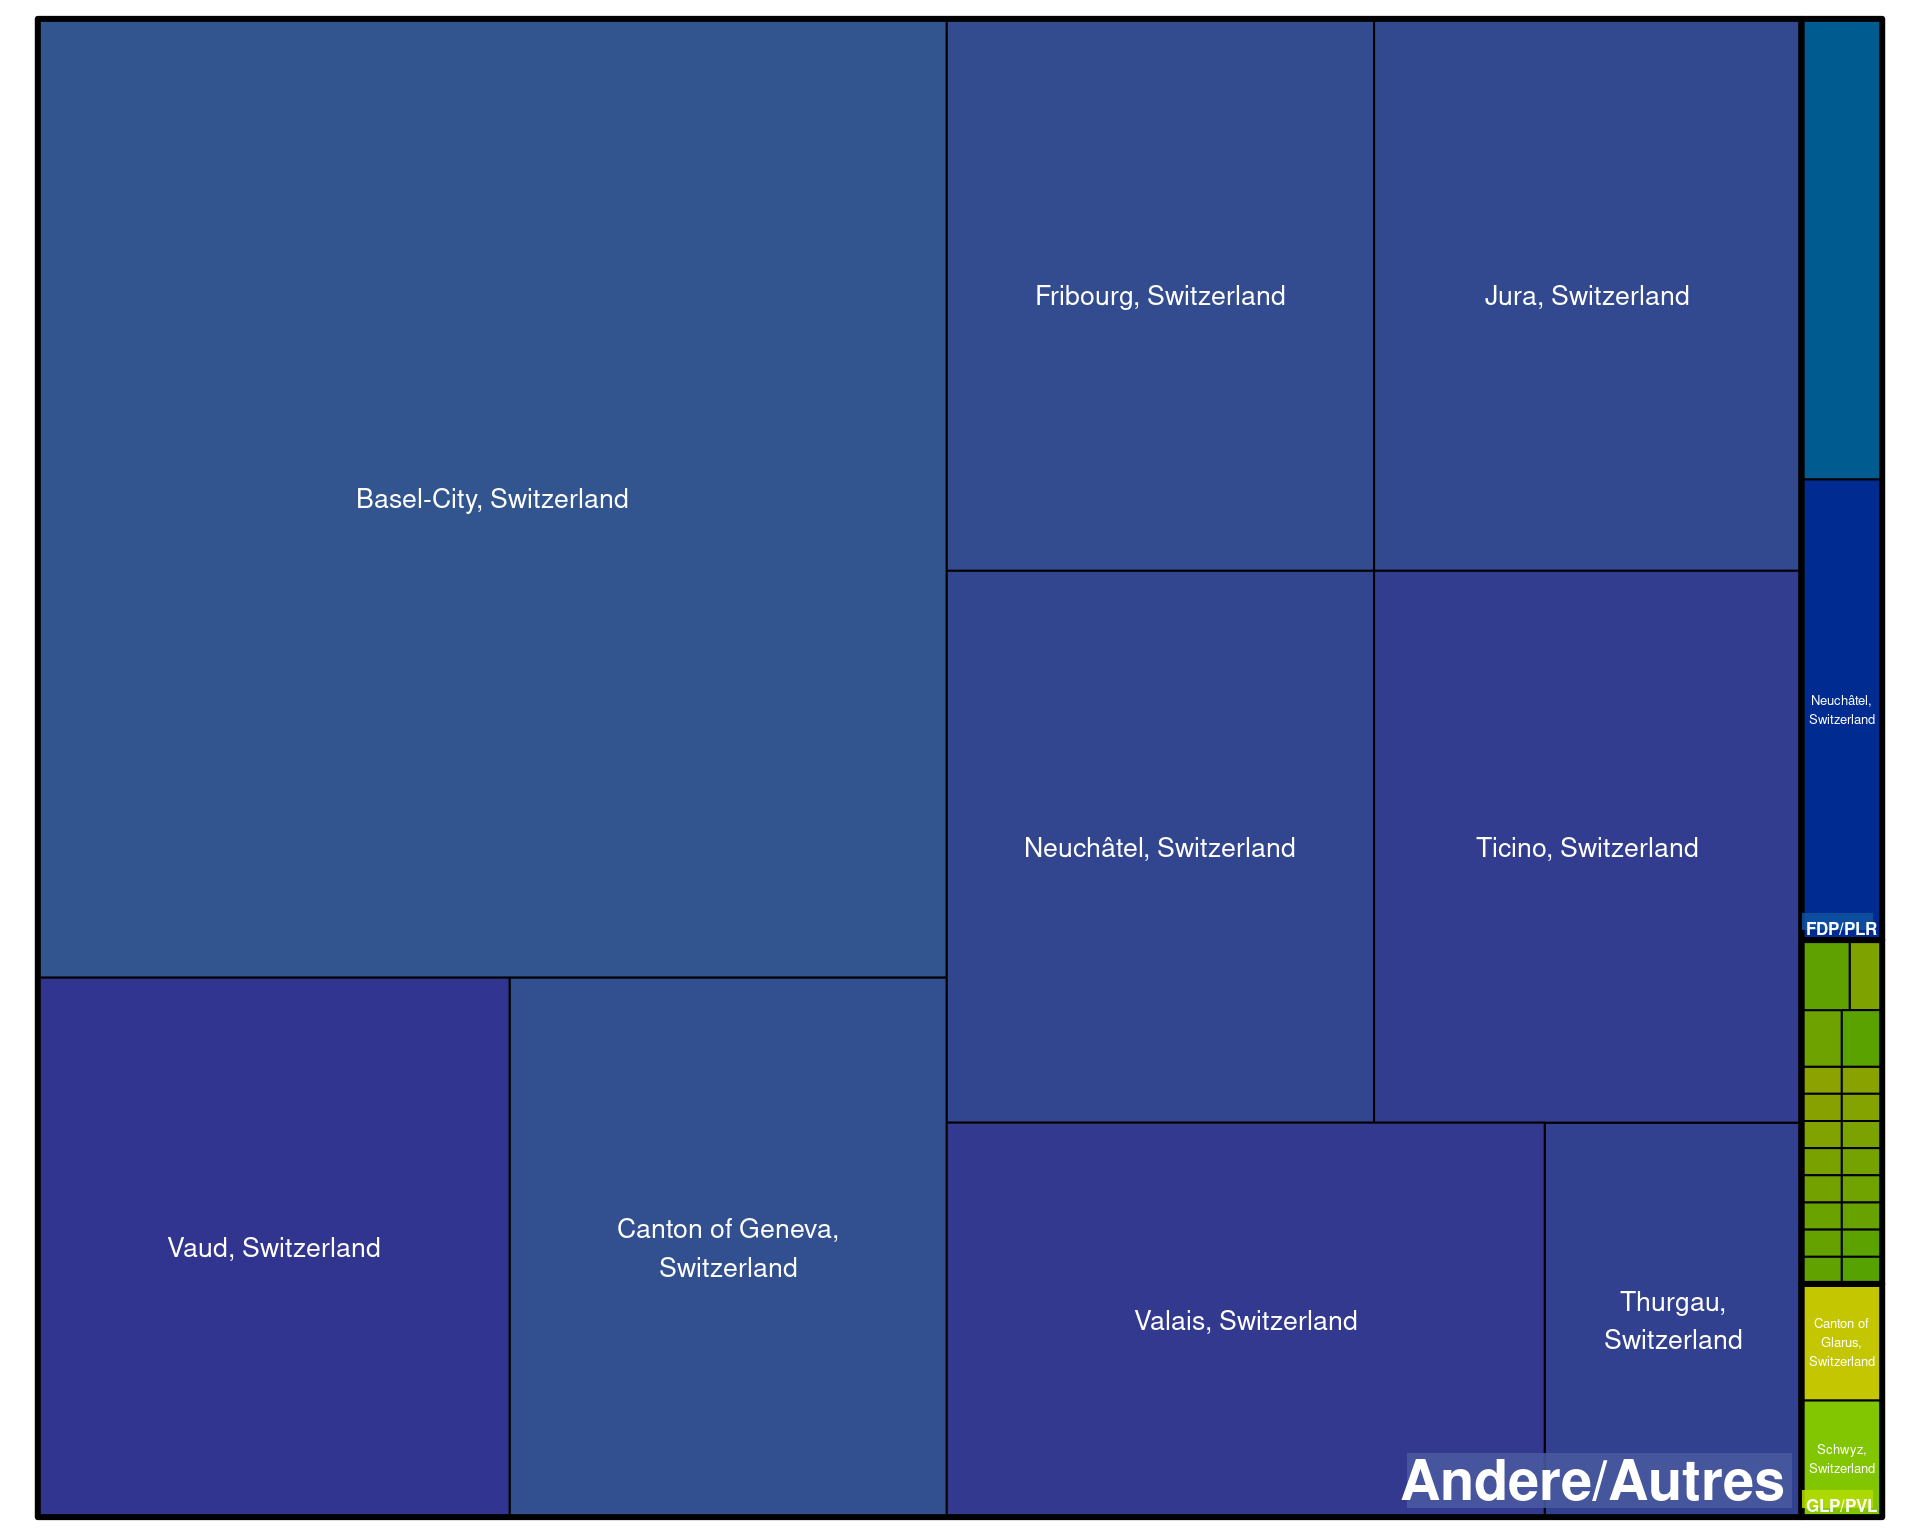 Fribourg, Switzerland
Jura, Switzerland
Basel-City, Switzerland
Neuchâtel,
Switzerland
Neuchâtel, Switzerland
Ticino, Switzerland
FDP/PLR
Vaud, Switzerland
Canton of Geneva,
Switzerland
Valais, Switzerland
Thurgau,
Switzerland
Canton of
Glarus,
Switzerland
Schwyz,
Switzerland
Andere/Autres
GLP/PVL